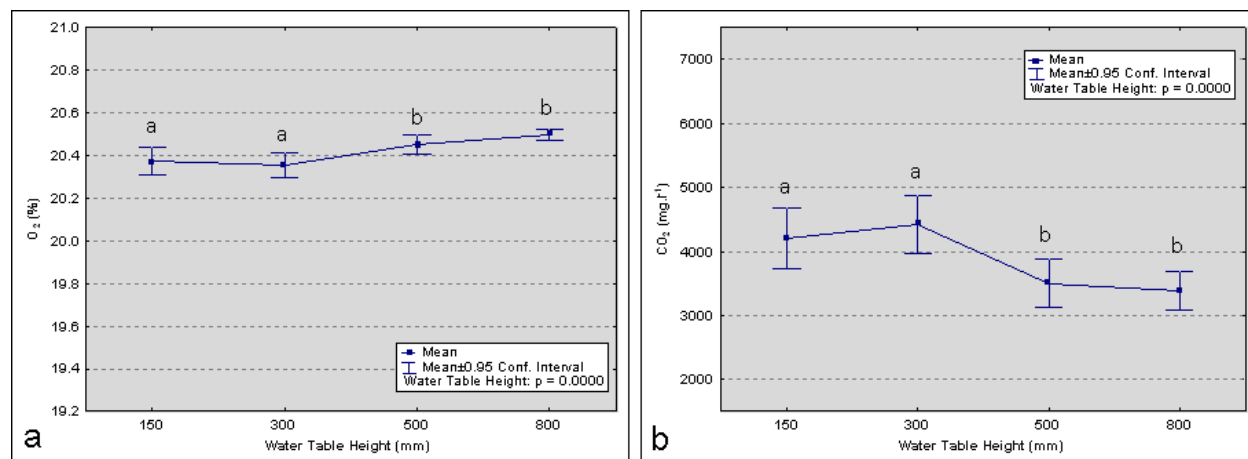 21.0
20.8
20.6
20.4
20.2
20.0
19.8
19.6
19.4
19.2
O2 (%)
a
a
b
b
Mean
Mean±0.95 Conf. Interval
Water Table Height: p = 0.0000
150
300
500
800
Water Table Height (mm)
a
7000
6000
5000
4000
3000
2000
CO2 (mg.l-1)
Mean
Mean±0.95 Conf. Interval
Water Table Height: p = 0.0000
a
a
b
b
150
300
500
800
Water Table Height (mm)
b